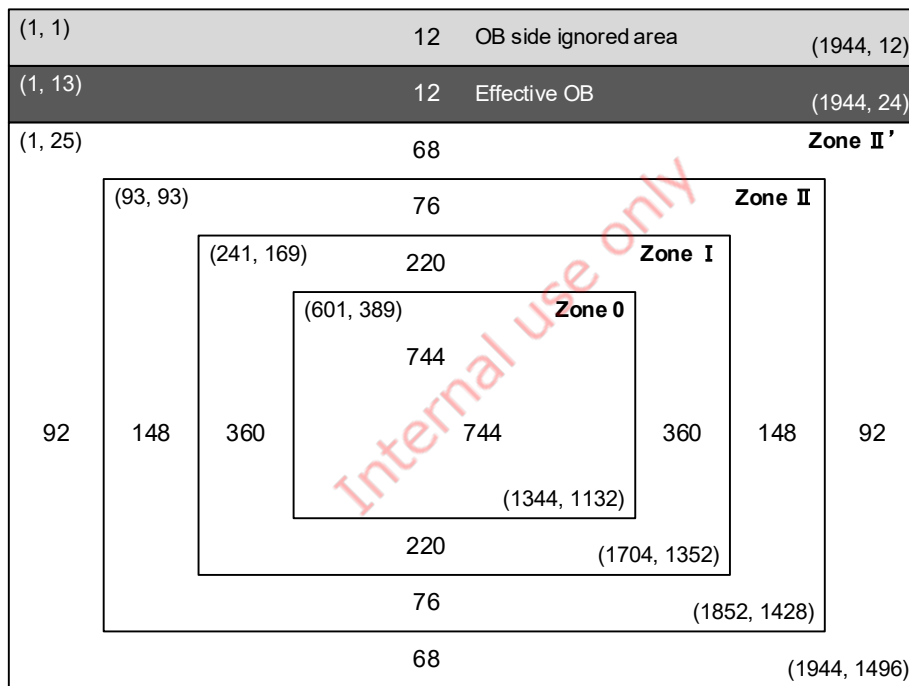 (1, 1)
12 OB side ignored area
(1944, 12)
(1, 13)
12 Effective OB
(1944, 24)
(1, 25)
68
Zone Ⅱ'
(93, 93)
76
Zone Ⅱ
(241, 169)
220
Zone Ⅰ
(601, 389)
Zone 0
744
92 148 360 744 360 148 92
(1344, 1132)
220
(1704, 1352)
76
(1852, 1428)
68
(1944, 1496)
Internal use only